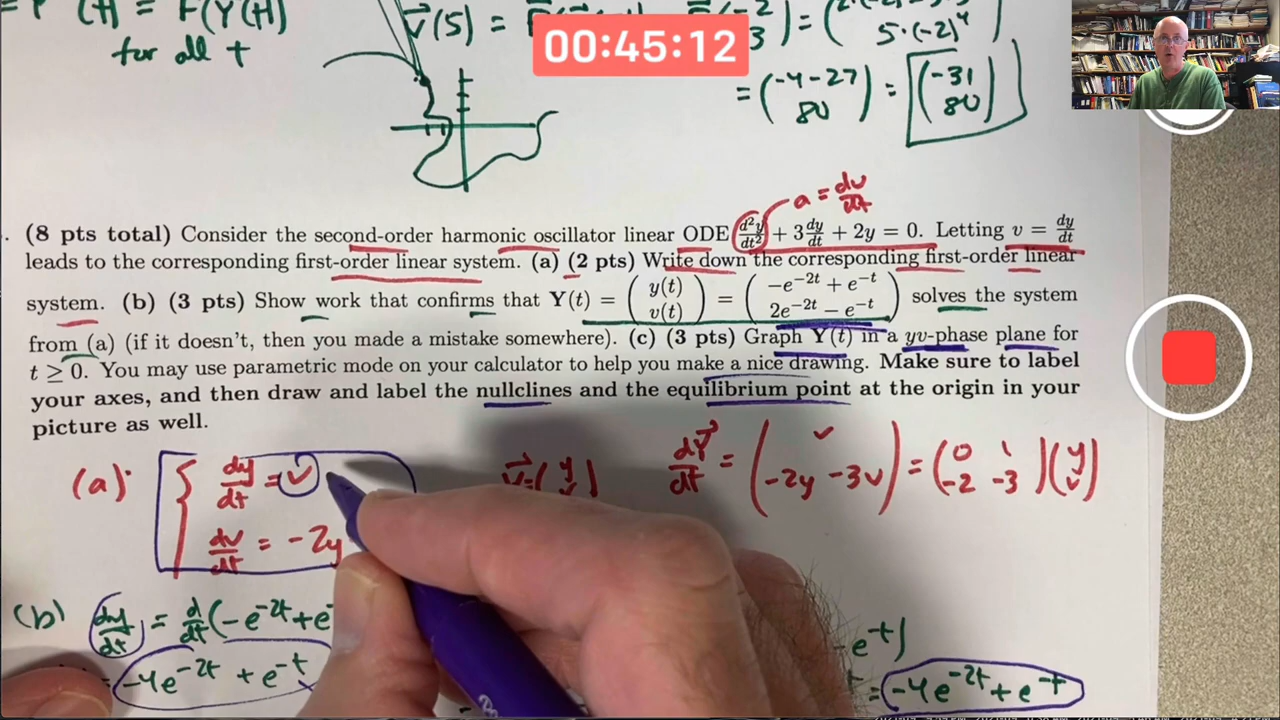 (H = F(Y(H)
for all t
V(5) =
5·(-2)⁴
00:45:12
= (-4-27 80) = (-31 80)
a = dv/dt
(8 pts total) Consider the second-order harmonic oscillator linear ODE d²y/dt² + 3 dy/dt + 2y = 0. Letting v = dy/dt
leads to the corresponding first-order linear system. (a) (2 pts) Write down the corresponding first-order linear
system. (b) (3 pts) Show work that confirms that Y(t) = ( y(t) v(t) ) = ( −e^{−2t} + e^{−t} 2e^{−2t} − e^{−t} ) solves the system
from (a) (if it doesn't, then you made a mistake somewhere). (c) (3 pts) Graph Y(t) in a yv-phase plane for
t ≥ 0. You may use parametric mode on your calculator to help you make a nice drawing. Make sure to label
your axes, and then draw and label the nullclines and the equilibrium point at the origin in your
picture as well.
(a): { dy/dt = v
dv/dt = -2y
dY/dt = ( v -2y -3v ) = ( 0 1 -2 -3 )( y v )
(b) dy/dt = d/dt(-e^{-2t}+e
-e^{-t})
-4e^{-2t} + e^{-t}
= -4e^{-2t} + e^{-t}